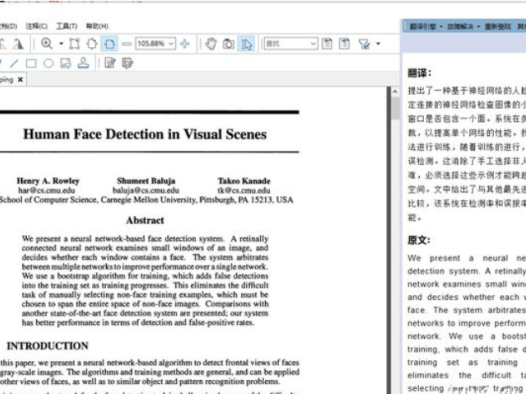 注释(C) 工具(T) 帮助(H)
翻译引擎 • 故障解决 • 重新登陆
105.88%
查找
ping ×
Human Face Detection in Visual Scenes
Henry A. Rowley Shumeet Baluja Takeo Kanade
har@cs.cmu.edu baluja@cs.cmu.edu tk@cs.cmu.edu
School of Computer Science, Carnegie Mellon University, Pittsburgh, PA 15213, USA
Abstract
We present a neural network-based face detection system. A retinally
connected neural network examines small windows of an image, and
decides whether each window contains a face. The system arbitrates
between multiple networks to improve performance over a single network.
We use a bootstrap algorithm for training, which adds false detections
into the training set as training progresses. This eliminates the difficult
task of manually selecting non-face training examples, which must be
chosen to span the entire space of non-face images. Comparisons with
another state-of-the-art face detection system are presented; our system
has better performance in terms of detection and false-positive rates.
INTRODUCTION
this paper, we present a neural network-based algorithm to detect frontal views of faces
gray-scale images. The algorithms and training methods are general, and can be applied
other views of faces, as well as to similar object and pattern recognition problems.
翻译：
提出了一种基于神经网络的人脸
定连接的神经网络检查图像的小
窗口是否包含一个面。系统在多
裁，以提高单个网络的性能。我
法进行训练，随着训练的进行，
误检测。这消除了手工选择非人
难，必须选择这些示例才能跨越
空间。文中给出了与其他最先进
比较，该系统在检测率和误报率
能。
原文：
We present a neural
detection system. A retinally
network examines small
and decides whether each
face. The system arbitrates
networks to improve
network. We use a
training, which adds false
training set as training
eliminates the difficult
selecting